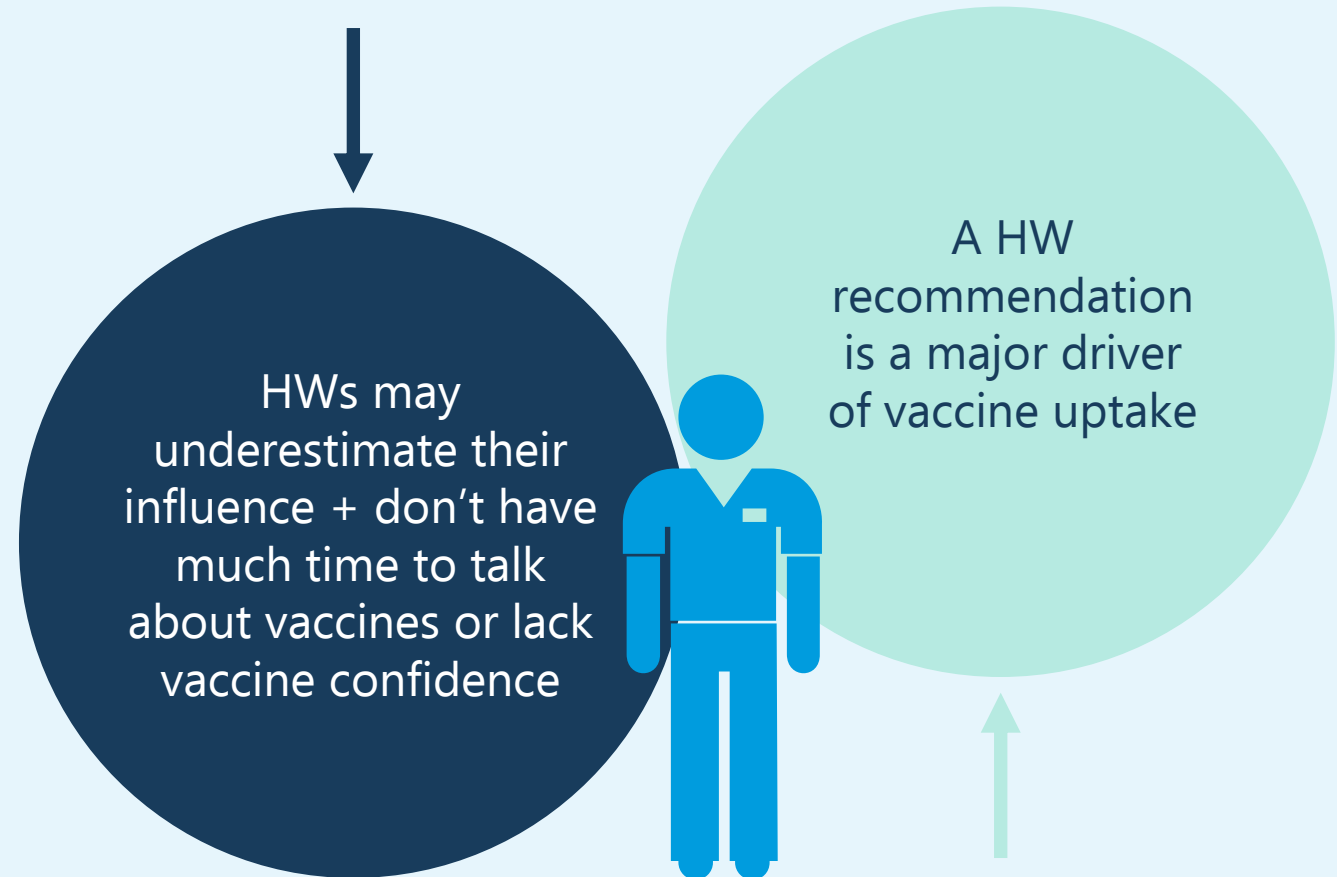 HWs may
underestimate their
influence + don’t have
much time to talk
about vaccines or lack
vaccine confidence
A HW
recommendation
is a major driver
of vaccine uptake